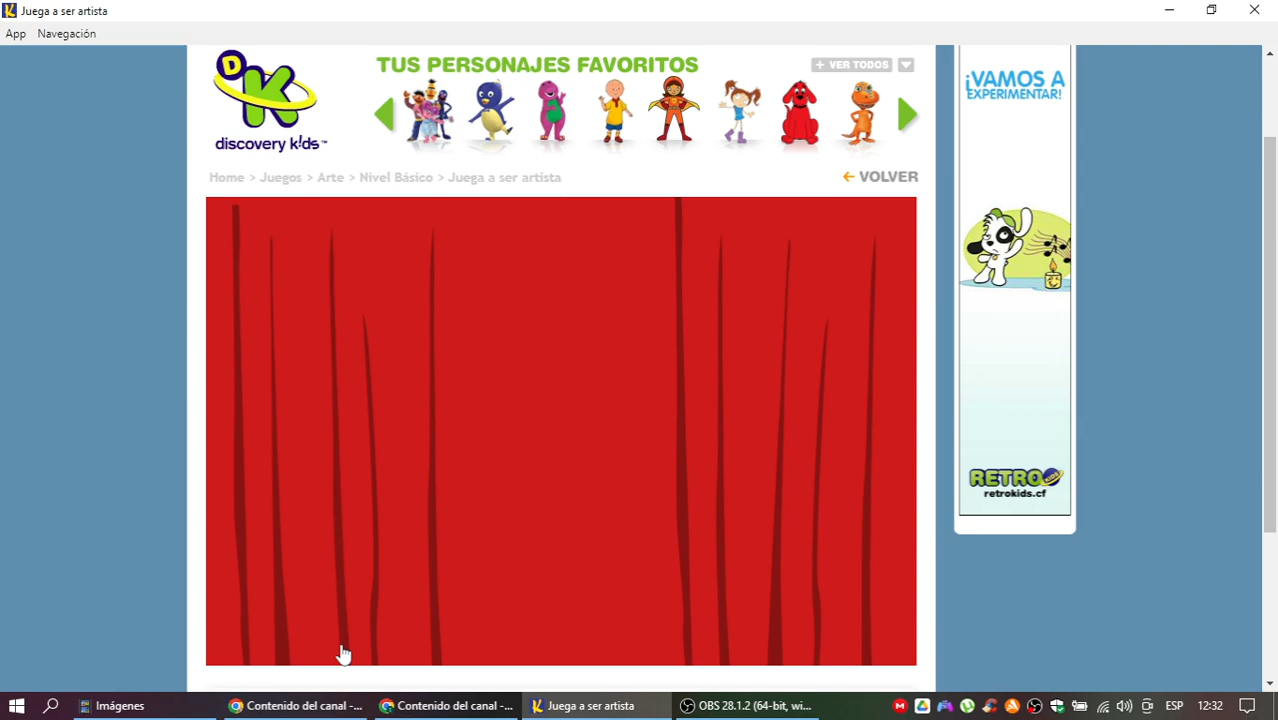 Juega a ser artista
App Navegación
D K
discovery k!ds™
TUS PERSONAJES FAVORITOS
+ VER TODOS
Home > Juegos > Arte > Nivel Básico > Juega a ser artista
VOLVER
¡VAMOS A
EXPERIMENTAR!
RETRO KIDS
retrokids.cf
Imágenes
Contenido del canal -...
Contenido del canal -...
Juega a ser artista
OBS 28.1.2 (64-bit, wi...
ESP
12:32